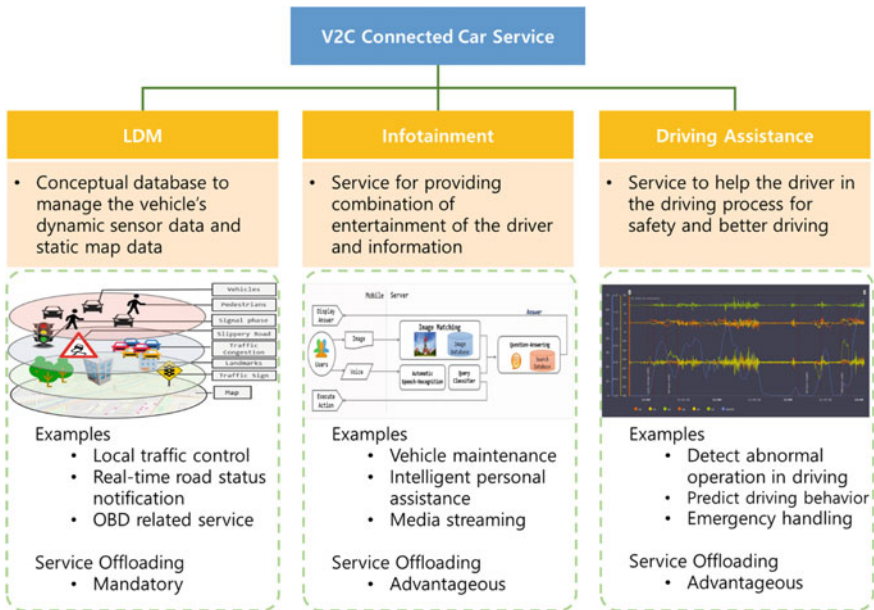 V2C Connected Car Service
LDM
• Conceptual database to
manage the vehicle's
dynamic sensor data and
static map data
Vehicles
Pedestrians
Signal phase
Slippery Road
Traffic
Congestion
Landmarks
Traffic Sign
Map
Examples
• Local traffic control
• Real-time road status
notification
• OBD related service
Service Offloading
• Mandatory
Infotainment
• Service for providing
combination of
entertainment of the driver
and information
Mobile Server
Display
Answer
Answer
Image
Image Matching
Image
Database
Question-Answering
Search
Database
Users
Voice
Automatic
Speech-Recognition
Query
Classifier
Execute
Action
Examples
• Vehicle maintenance
• Intelligent personal
assistance
• Media streaming
Service Offloading
• Advantageous
Driving Assistance
• Service to help the driver in
the driving process for
safety and better driving
Examples
• Detect abnormal
operation in driving
• Predict driving behavior
• Emergency handling
Service Offloading
• Advantageous